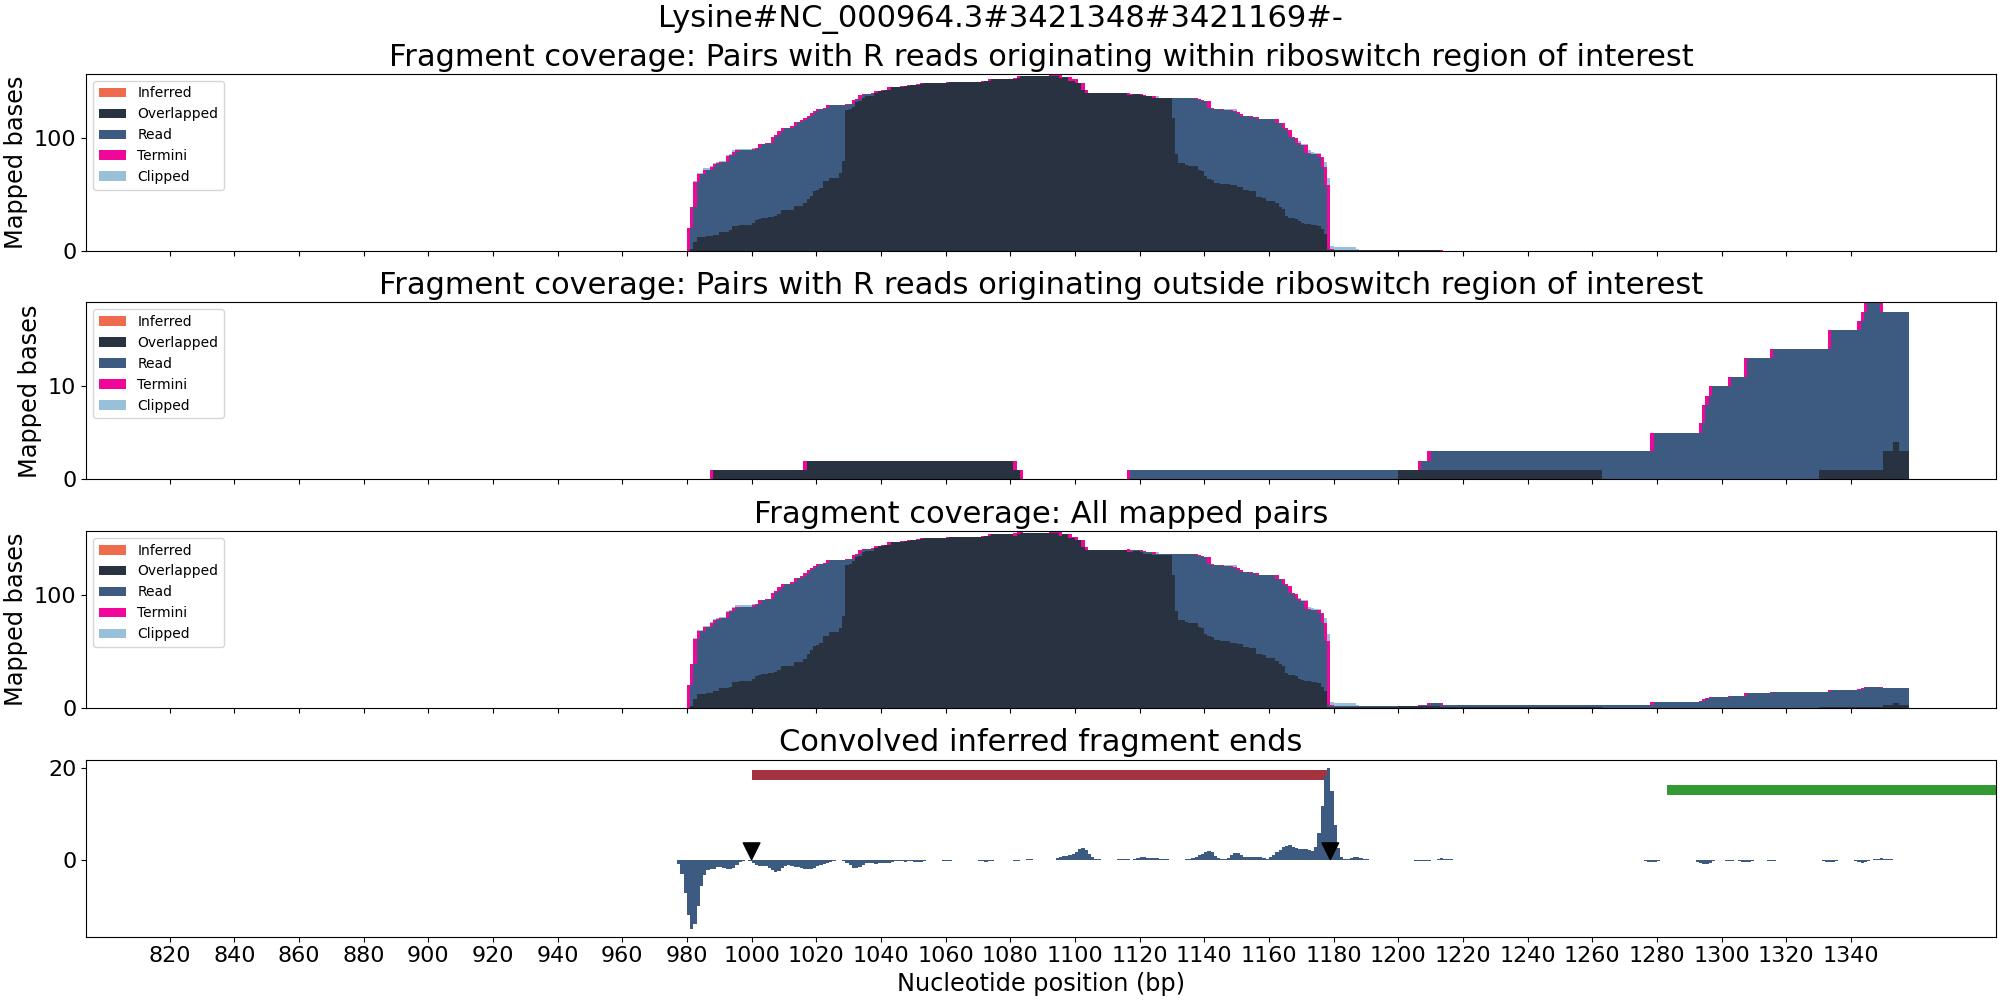 Lysine#NC_000964.3#3421348#3421169#-
Fragment coverage: Pairs with R reads originating within riboswitch region of interest
Mapped bases
100
0
Inferred
Overlapped
Read
Termini
Clipped
Fragment coverage: Pairs with R reads originating outside riboswitch region of interest
Mapped bases
10
0
Inferred
Overlapped
Read
Termini
Clipped
Fragment coverage: All mapped pairs
Mapped bases
100
0
Inferred
Overlapped
Read
Termini
Clipped
Convolved inferred fragment ends
20
0
820 840 860 880 900 920 940 960 980 1000 1020 1040 1060 1080 1100 1120 1140 1160 1180 1200 1220 1240 1260 1280 1300 1320 1340
Nucleotide position (bp)